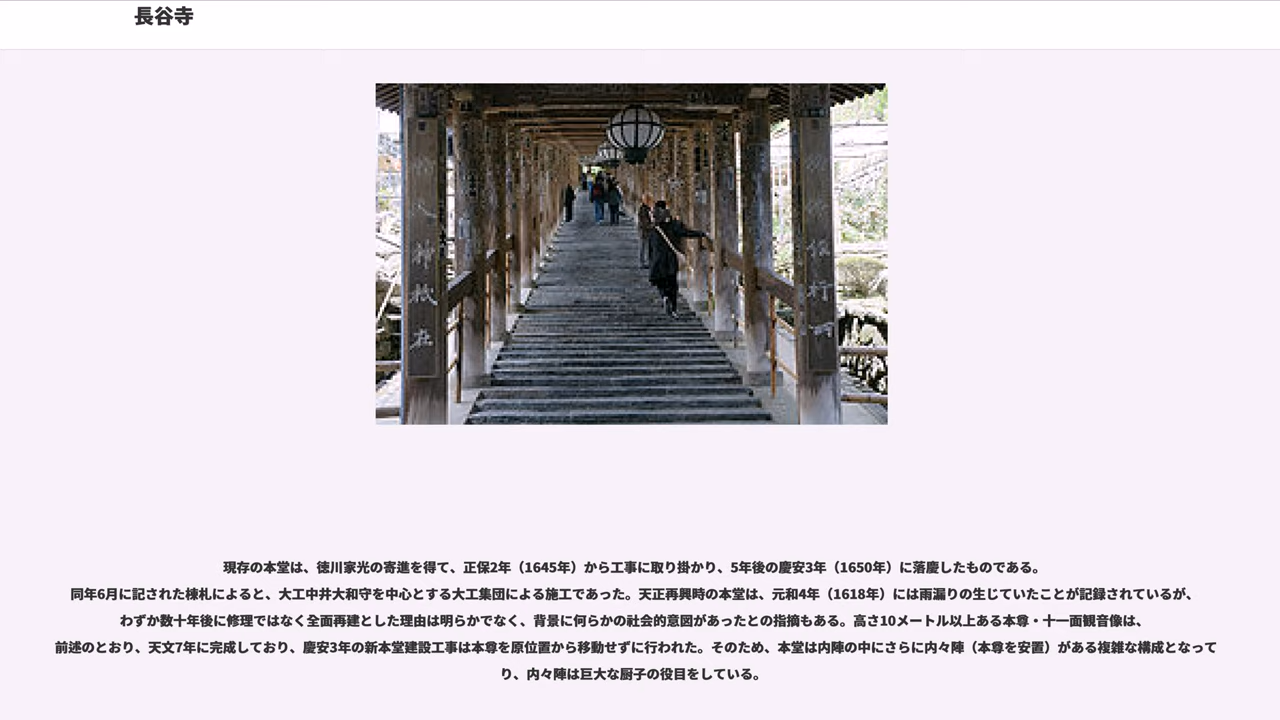 長谷寺
現存の本堂は、徳川家光の寄進を得て、正保2年（1645年）から工事に取り掛かり、5年後の慶安3年（1650年）に落慶したものである。
同年6月に記された棟札によると、大工中井大和守を中心とする大工集団による施工であった。天正再興時の本堂は、元和4年（1618年）には雨漏りの生じていたことが記録されているが、
わずか数十年後に修理ではなく全面再建とした理由は明らかでなく、背景に何らかの社会的意図があったとの指摘もある。高さ10メートル以上ある本尊・十一面観音像は、
前述のとおり、天文7年に完成しており、慶安3年の新本堂建設工事は本尊を原位置から移動せずに行われた。そのため、本堂は内陣の中にさらに内々陣（本尊を安置）がある複雑な構成となって
り、内々陣は巨大な厨子の役目をしている。